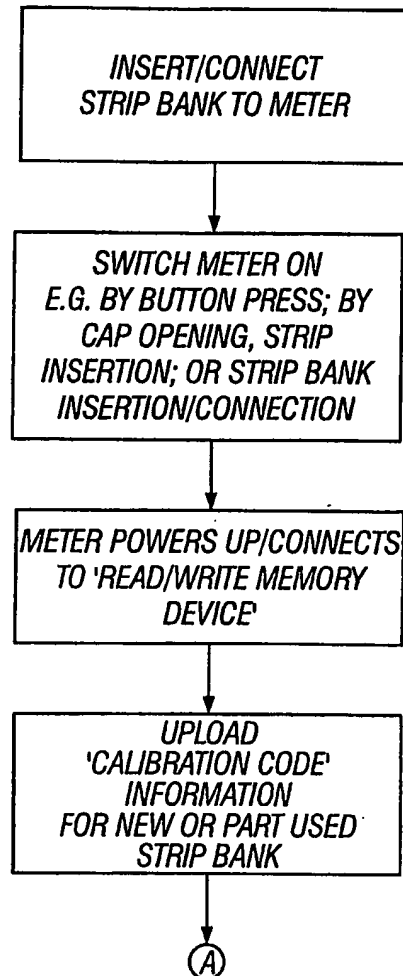 INSERT/CONNECT
STRIP BANK TO METER
SWITCH METER ON
E.G. BY BUTTON PRESS; BY
CAP OPENING, STRIP
INSERTION; OR STRIP BANK
INSERTION/CONNECTION
METER POWERS UP/CONNECTS
TO 'READ/WRITE MEMORY
DEVICE'
UPLOAD
'CALIBRATION CODE'
INFORMATION
FOR NEW OR PART USED
STRIP BANK
A